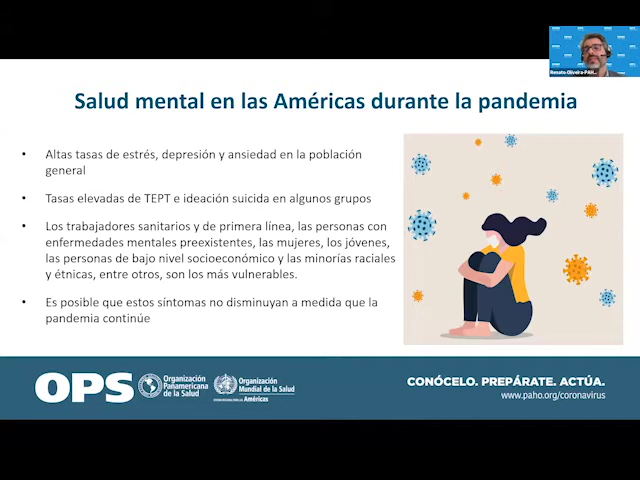 Renato Oliveira-PAH...
Salud mental en las Américas durante la pandemia
• Altas tasas de estrés, depresión y ansiedad en la población
general
• Tasas elevadas de TEPT e ideación suicida en algunos grupos
• Los trabajadores sanitarios y de primera línea, las personas con
enfermedades mentales preexistentes, las mujeres, los jóvenes,
las personas de bajo nivel socioeconómico y las minorías raciales
y étnicas, entre otros, son los más vulnerables.
• Es posible que estos síntomas no disminuyan a medida que la
pandemia continúe
OPS
Organización
Panamericana
de la Salud
Organización
Mundial de la Salud
Américas
CONÓCELO. PREPÁRATE. ACTÚA.
www.paho.org/coronavirus